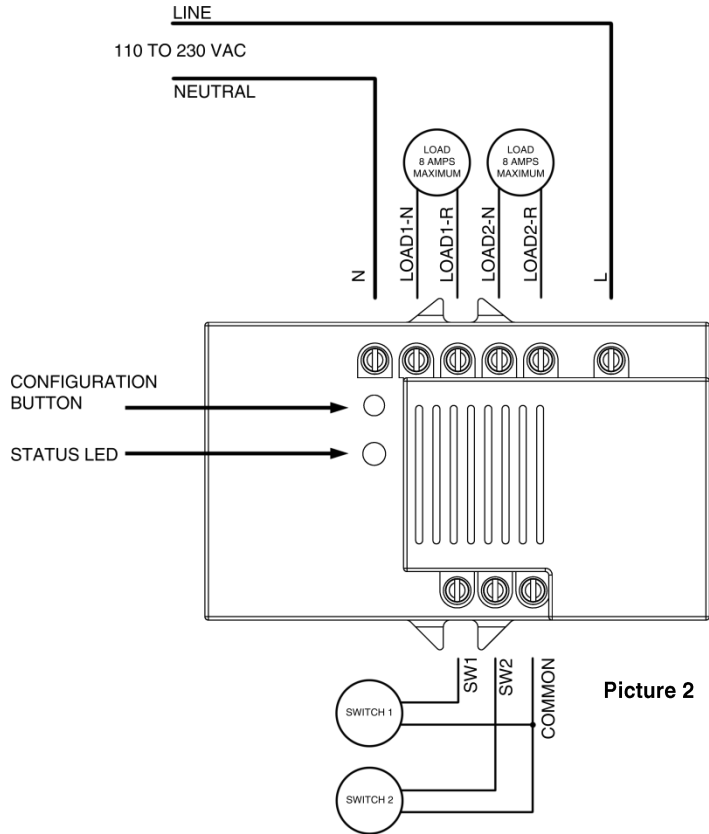 LINE
110 TO 230 VAC
NEUTRAL
LOAD
8 AMPS
MAXIMUM
LOAD
8 AMPS
MAXIMUM
N
LOAD1-N
LOAD1-R
LOAD2-N
LOAD2-R
L
CONFIGURATION
BUTTON
STATUS LED
SW1
SW2
COMMON
Picture 2
SWITCH 1
SWITCH 2